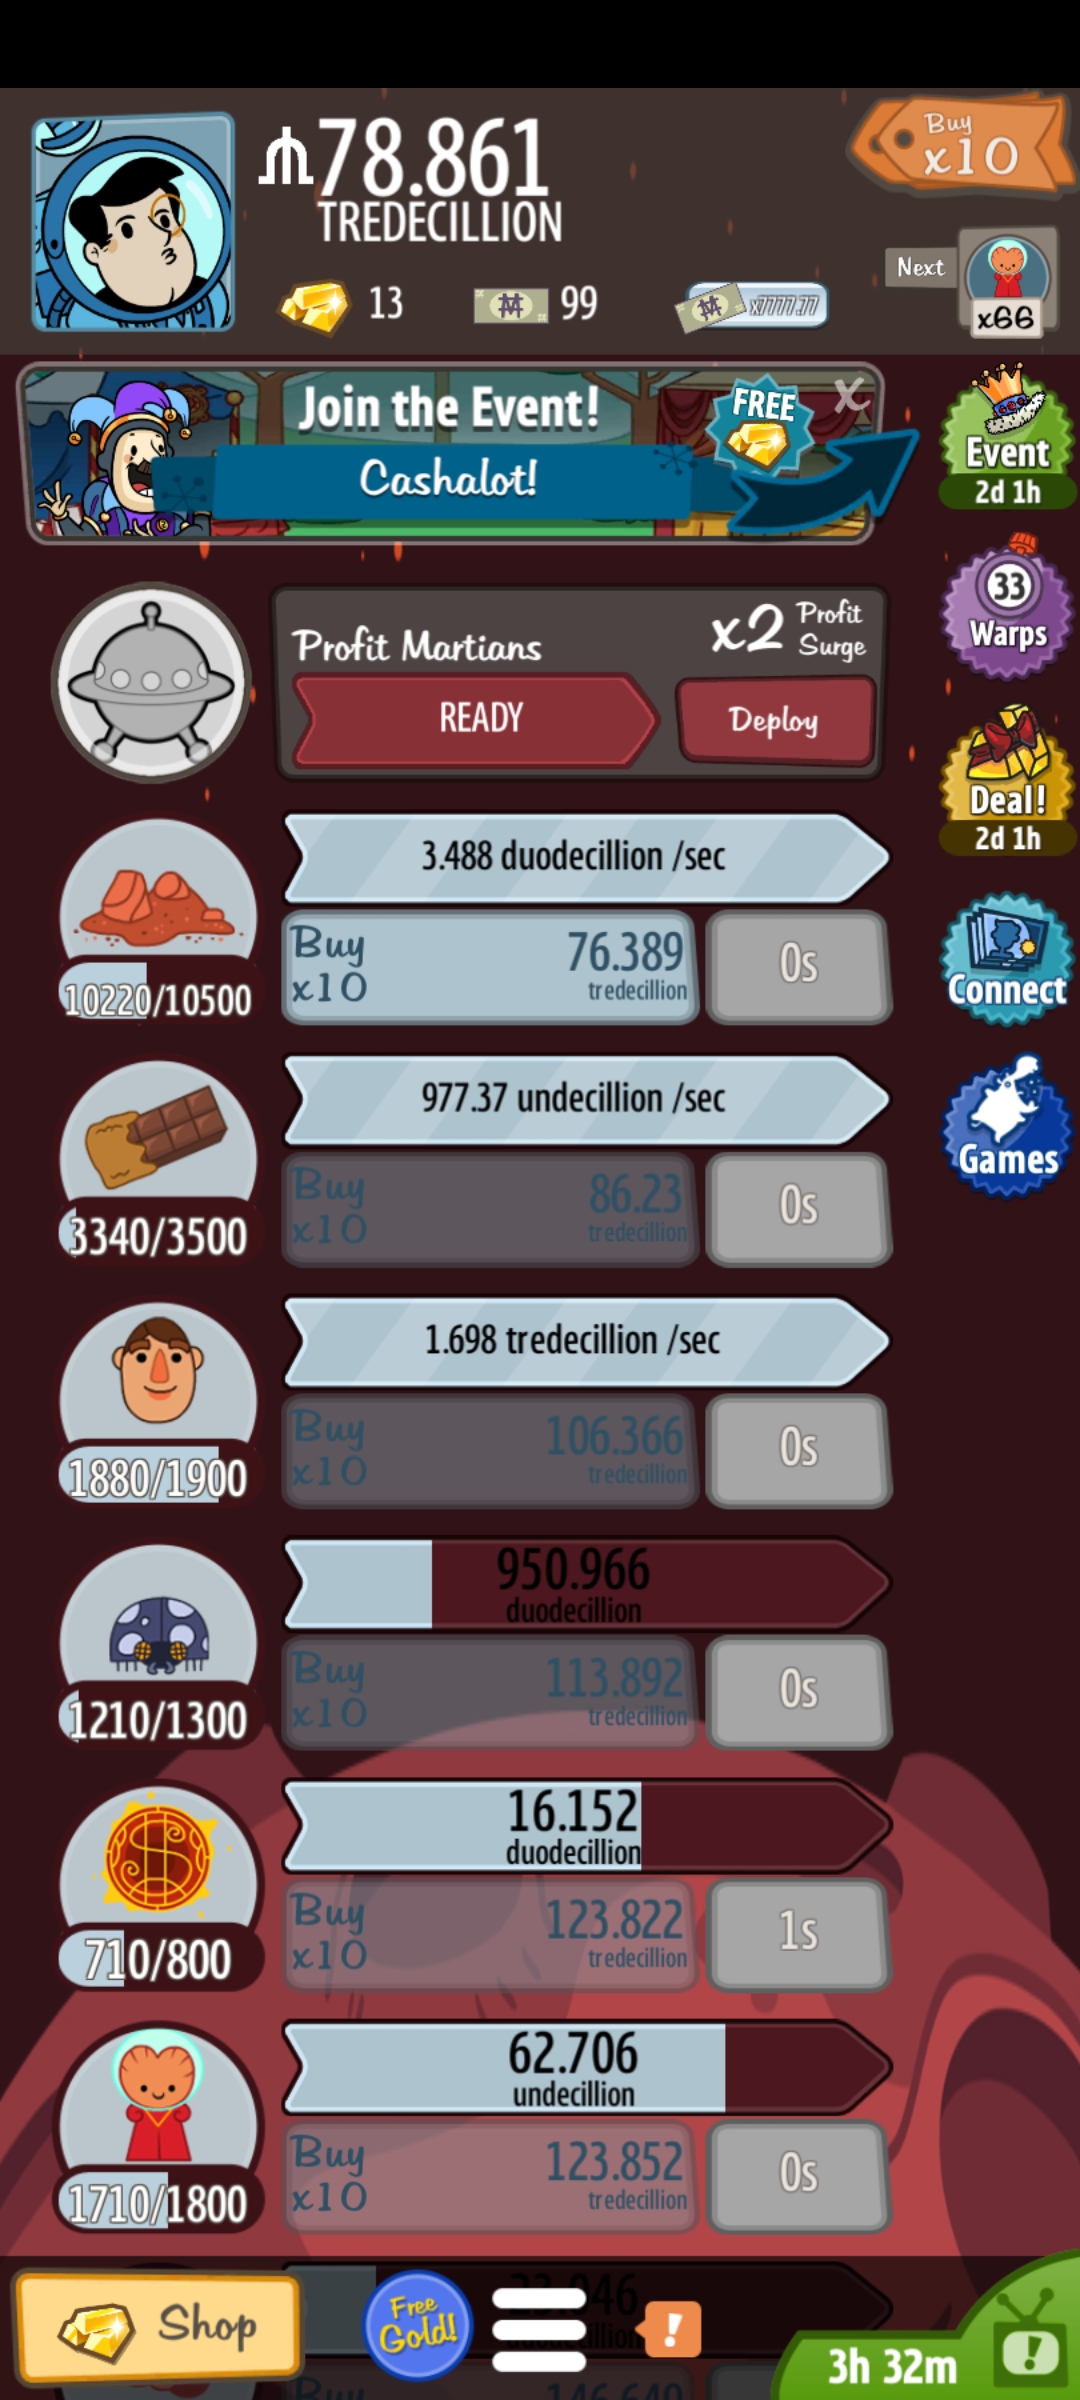 78.861
TREDECILLION
Buy
x10
13
99
x7777.77
Next
x66
Join the Event!
Cashalot!
FREE
X
Event
2d 1h
33
Warps
Profit Martians
x2 Profit
Surge
READY
Deploy
Deal!
2d 1h
3.488 duodecillion /sec
Buy
x10
76.389
tredecillion
0s
10220/10500
Connect
977.37 undecillion /sec
Buy
x10
86.23
tredecillion
0s
3340/3500
Games
1.698 tredecillion /sec
Buy
x10
106.366
tredecillion
0s
1880/1900
950.966
duodecillion
Buy
x10
113.892
tredecillion
0s
1210/1300
16.152
duodecillion
Buy
x10
123.822
tredecillion
1s
710/800
62.706
undecillion
Buy
x10
123.852
tredecillion
0s
1710/1800
Shop
Free
Gold!
!
3h 32m
!
Buy